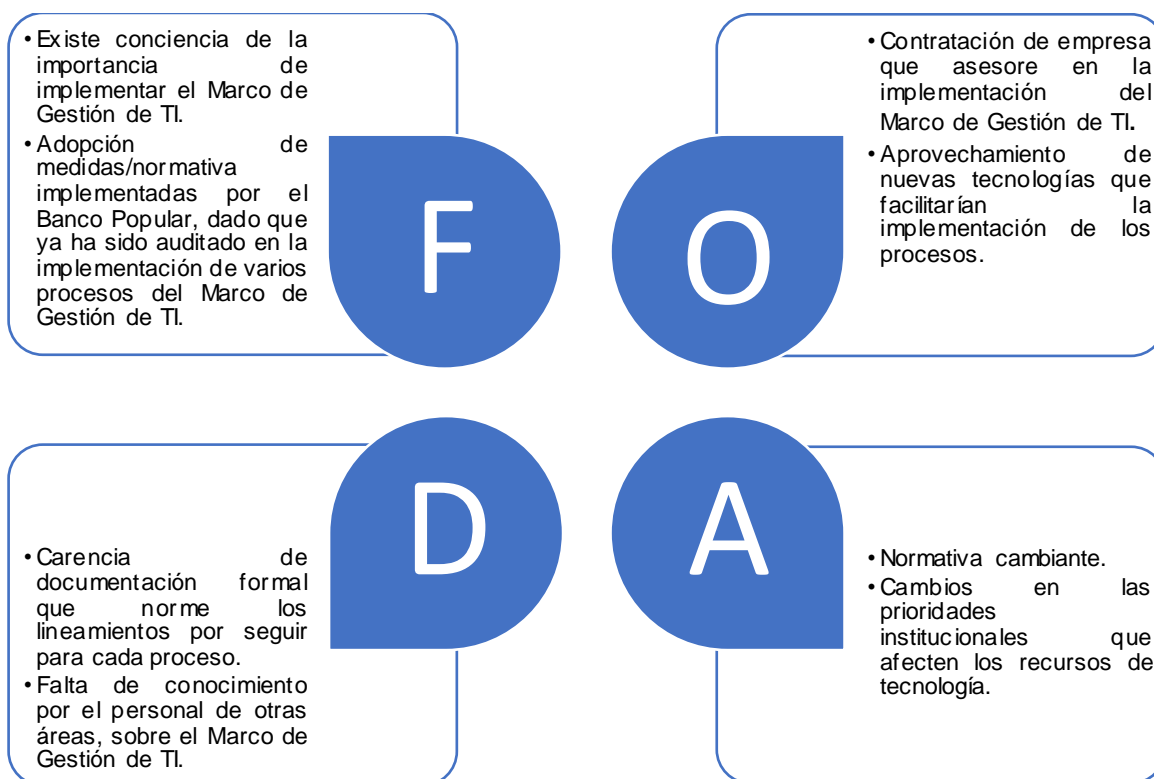 • Existe conciencia de la
importancia de
implementar el Marco de
Gestión de TI.
• Adopción de
medidas/normativa
implementadas por el
Banco Popular, dado que
ya ha sido auditado en la
implementación de varios
procesos del Marco de
Gestión de TI.
F
• Contratación de empresa
que asesore en la
implementación del
Marco de Gestión de TI.
• Aprovechamiento de
nuevas tecnologías que
facilitarían la
implementación de los
procesos.
O
• Carencia de
documentación formal
que norme los
lineamientos por seguir
para cada proceso.
• Falta de conocimiento
por el personal de otras
áreas, sobre el Marco de
Gestión de TI.
D
• Normativa cambiante.
• Cambios en las
prioridades
institucionales que
afecten los recursos de
tecnología.
A